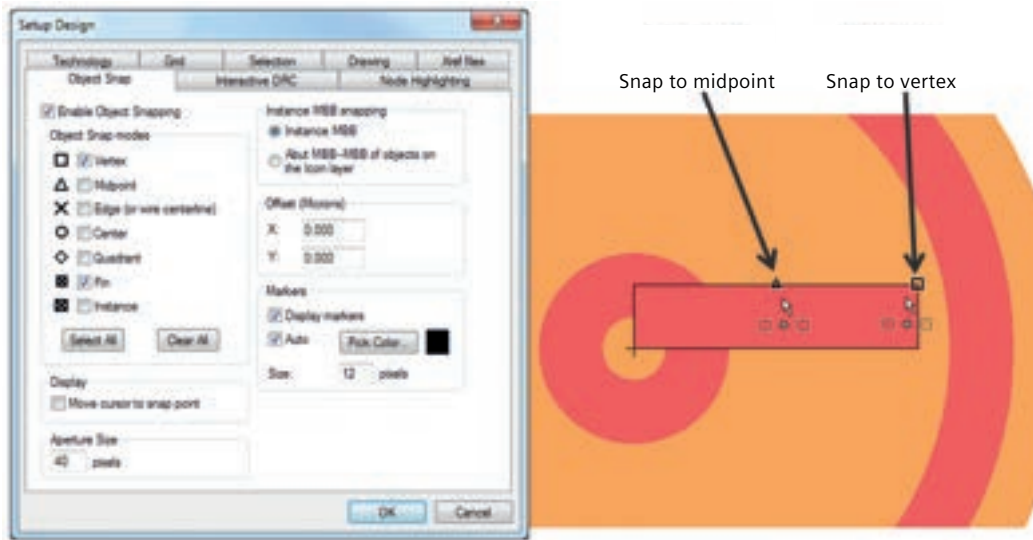 Setup Design
Technology Grid Selection Drawing Xref files
Object Snap Interactive DRC Node Highlighting
Enable Object Snapping
Object Snap modes
Vertex
Midpoint
Edge (or wire centerline)
Center
Quadrant
Pin
Instance
Select All Clear All
Display
Move cursor to snap point
Aperture Size
40 pixels
Instance MBB snapping
Instance MBB
Abut MBB-MBB of objects on
the Icon layer
Offset (Microns)
X: 0.000
Y: 0.000
Markers
Display markers
Auto Pick Color...
Size: 12 pixels
OK Cancel
Snap to midpoint Snap to vertex